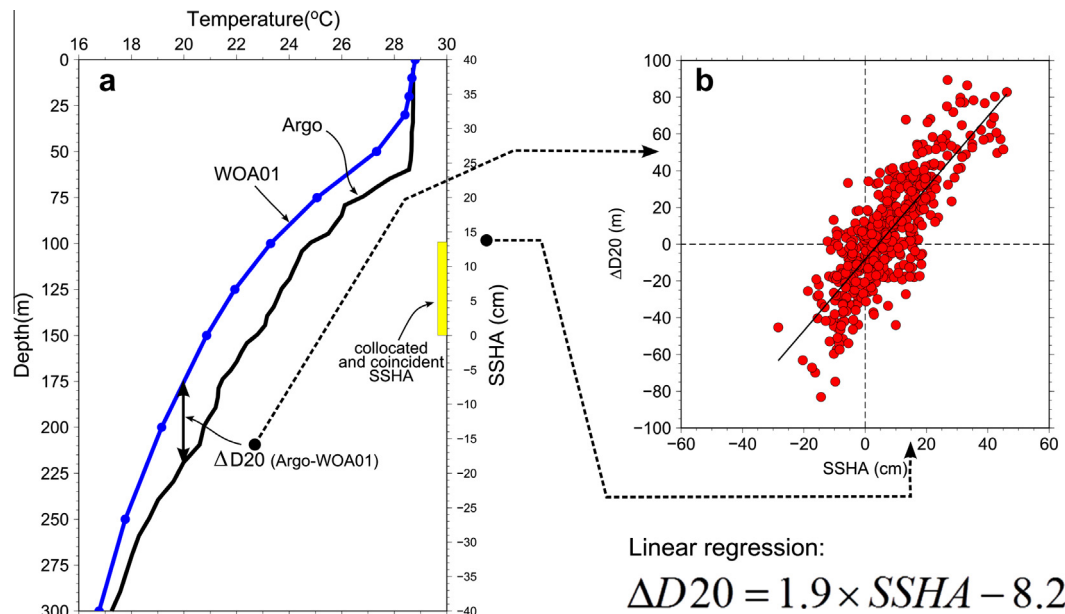 Temperature(ºC)
16 18 20 22 24 26 28 30
a
Depth(m)
0
25
50
75
100
125
150
175
200
225
250
275
300
Argo
WOA01
collocated
and coincident
SSHA
ΔD20 (Argo-WOA01)
40
35
30
25
20
15
10
5
0
−5
−10
−15
−20
−25
−30
−35
−40
SSHA (cm)
b
ΔD20 (m)
100
80
60
40
20
0
−20
−40
−60
−80
−100
−60 −40 −20 0 20 40 60
SSHA (cm)
Linear regression:
ΔD20 = 1.9 × SSHA − 8.2